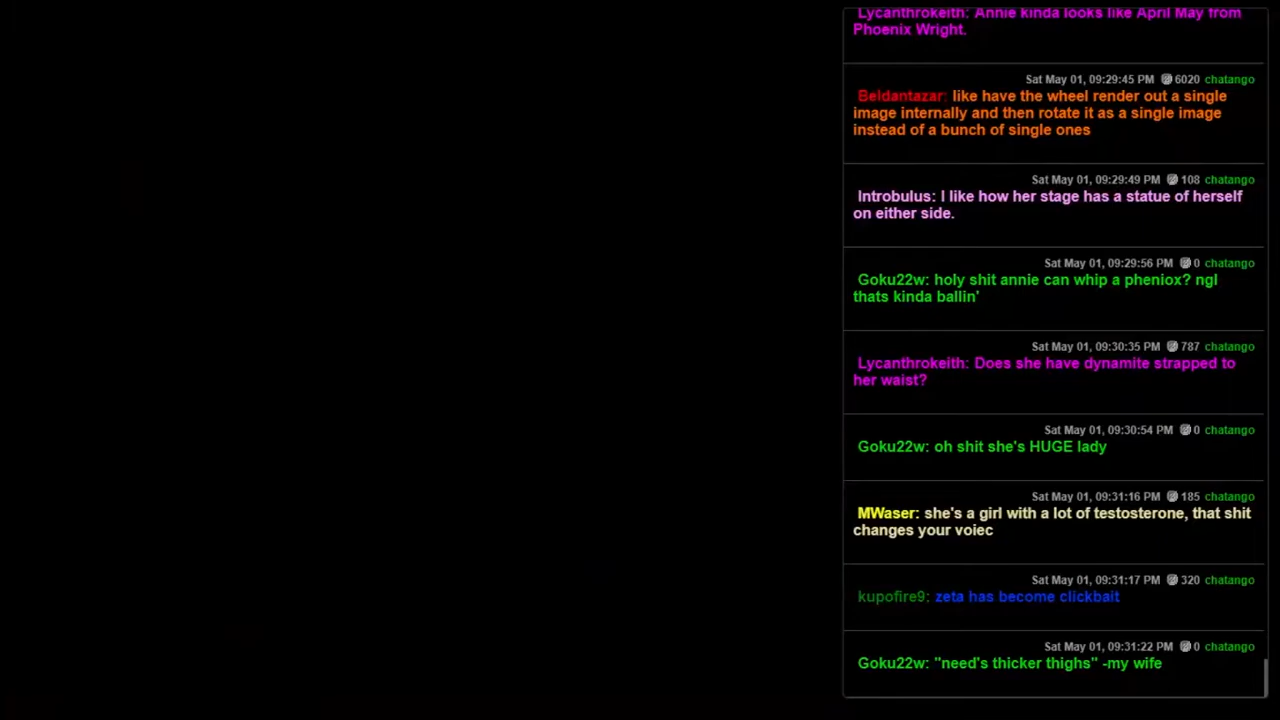 Lycanthrokeith: Annie kinda looks like April May from
Phoenix Wright.
Sat May 01, 09:29:45 PM 6020 chatango
Beldantazar: like have the wheel render out a single
image internally and then rotate it as a single image
instead of a bunch of single ones
Sat May 01, 09:29:49 PM 108 chatango
Introbulus: I like how her stage has a statue of herself
on either side.
Sat May 01, 09:29:56 PM 0 chatango
Goku22w: holy shit annie can whip a pheniox? ngl
thats kinda ballin'
Sat May 01, 09:30:35 PM 787 chatango
Lycanthrokeith: Does she have dynamite strapped to
her waist?
Sat May 01, 09:30:54 PM 0 chatango
Goku22w: oh shit she's HUGE lady
Sat May 01, 09:31:16 PM 185 chatango
MWaser: she's a girl with a lot of testosterone, that shit
changes your voiec
Sat May 01, 09:31:17 PM 320 chatango
kupofire9: zeta has become clickbait
Sat May 01, 09:31:22 PM 0 chatango
Goku22w: "need's thicker thighs" -my wife